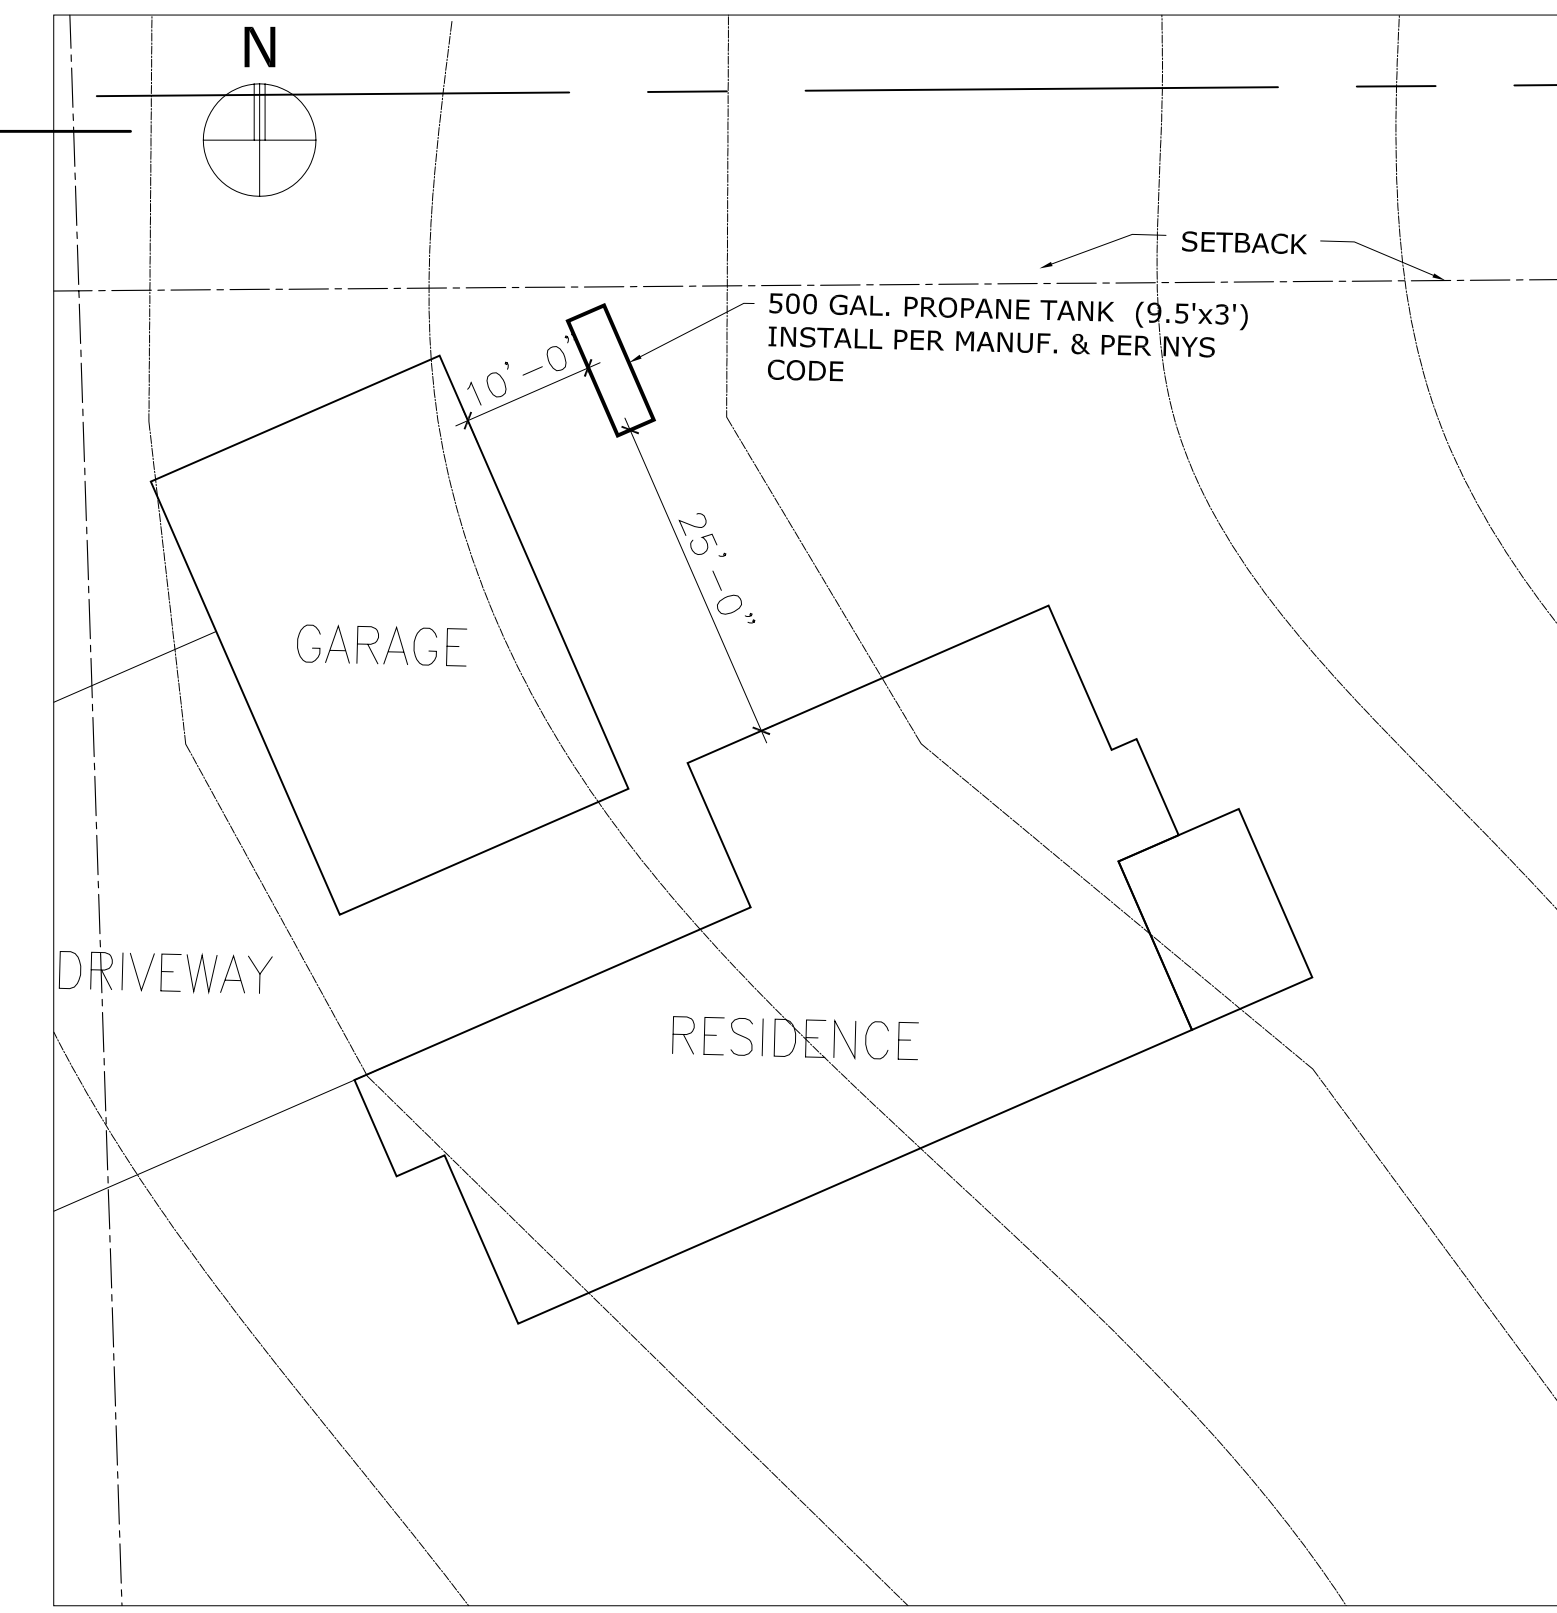 N
SETBACK
500 GAL. PROPANE TANK (9.5'x3')
INSTALL PER MANUF. & PER NYS
CODE
10'-0"
25'-0"
GARAGE
DRIVEWAY
RESIDENCE